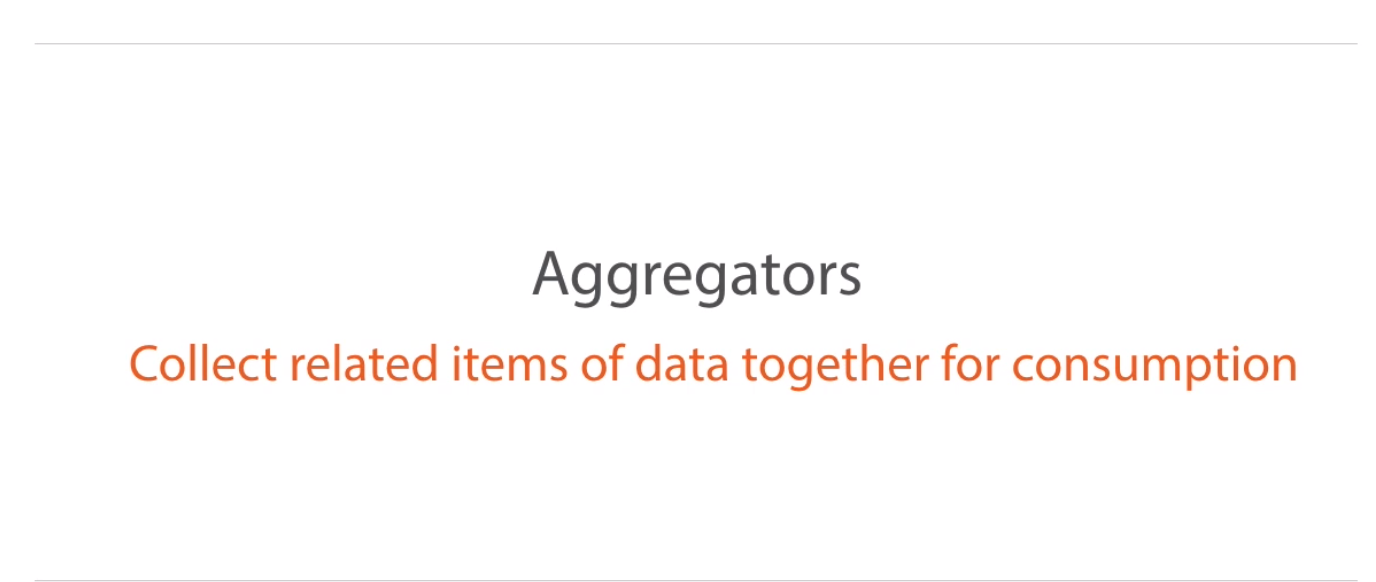 Aggregators
Collect related items of data together for consumption